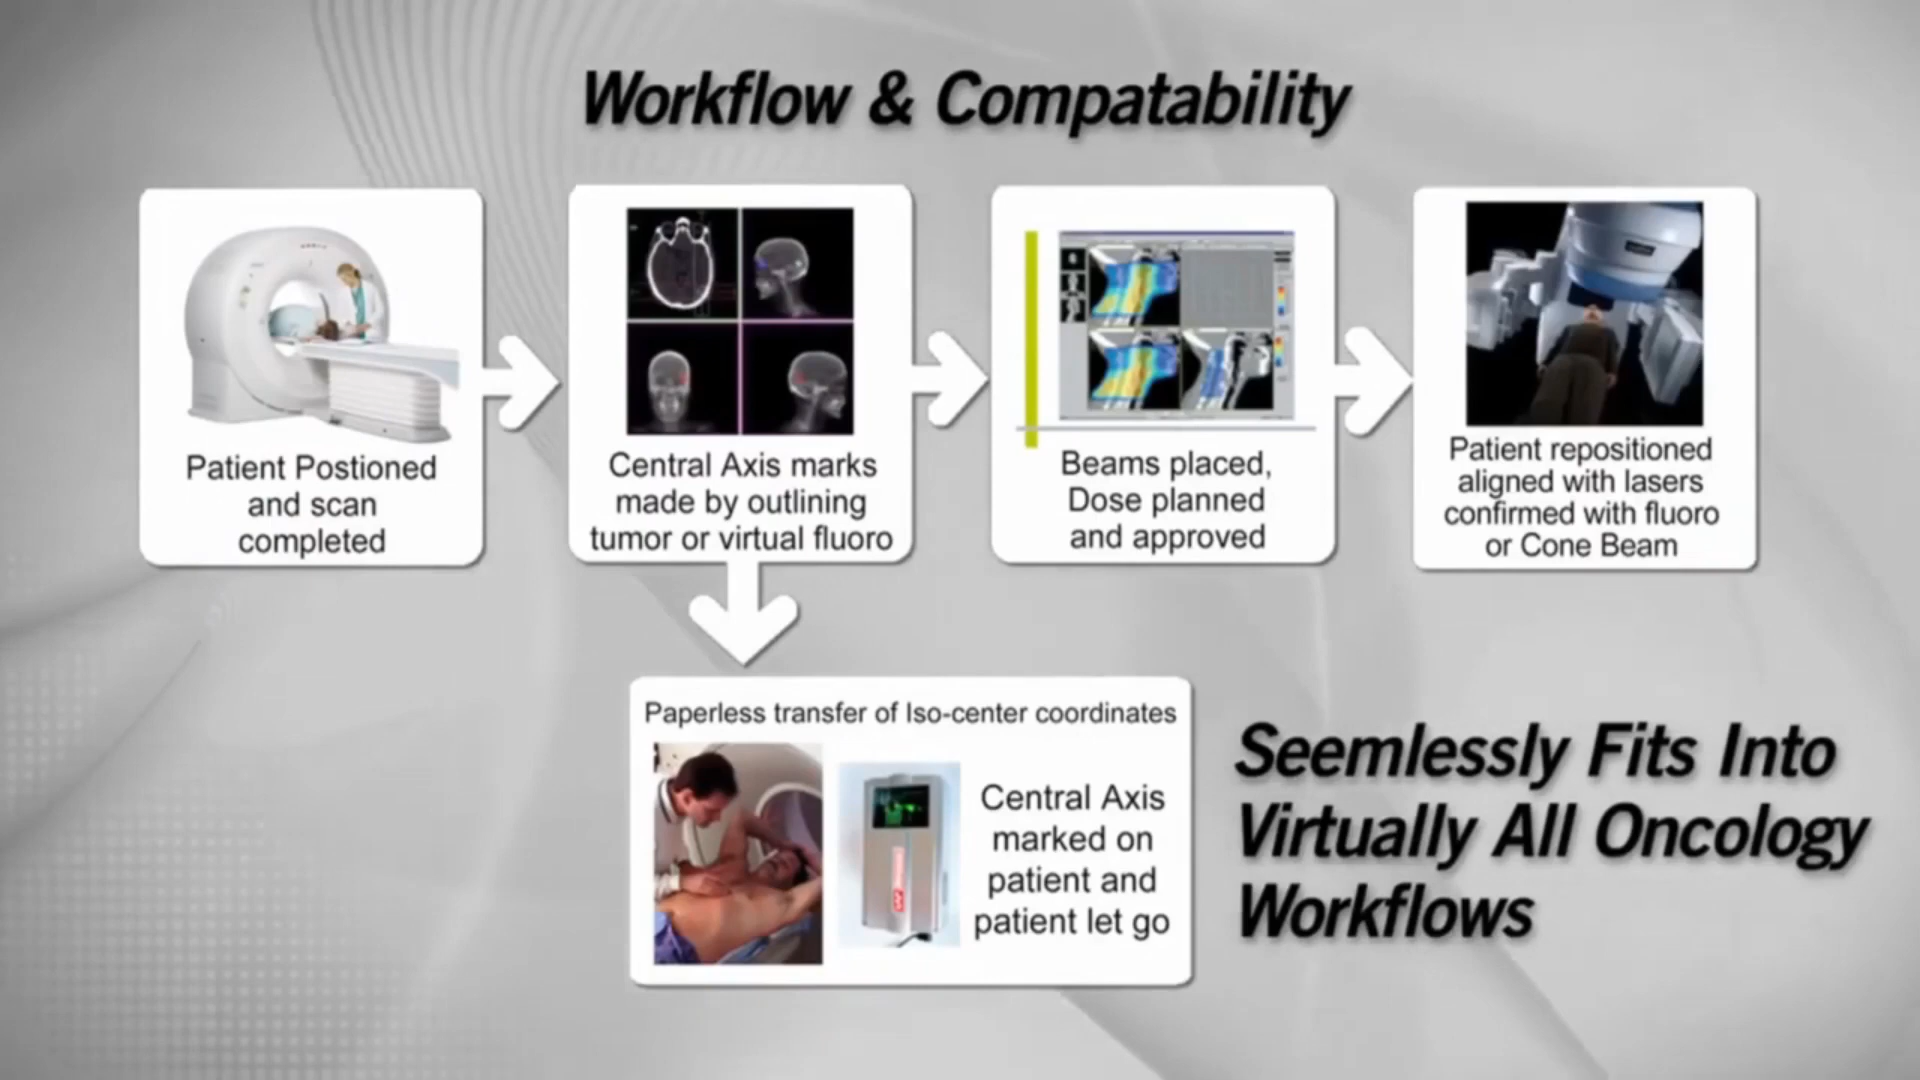 Workflow & Compatability
Patient Postioned
and scan
completed
Central Axis marks
made by outlining
tumor or virtual fluoro
Beams placed,
Dose planned
and approved
Patient repositioned
aligned with lasers
confirmed with fluoro
or Cone Beam
Paperless transfer of Iso-center coordinates
Central Axis
marked on
patient and
patient let go
Seemlessly Fits Into
Virtually All Oncology
Workflows